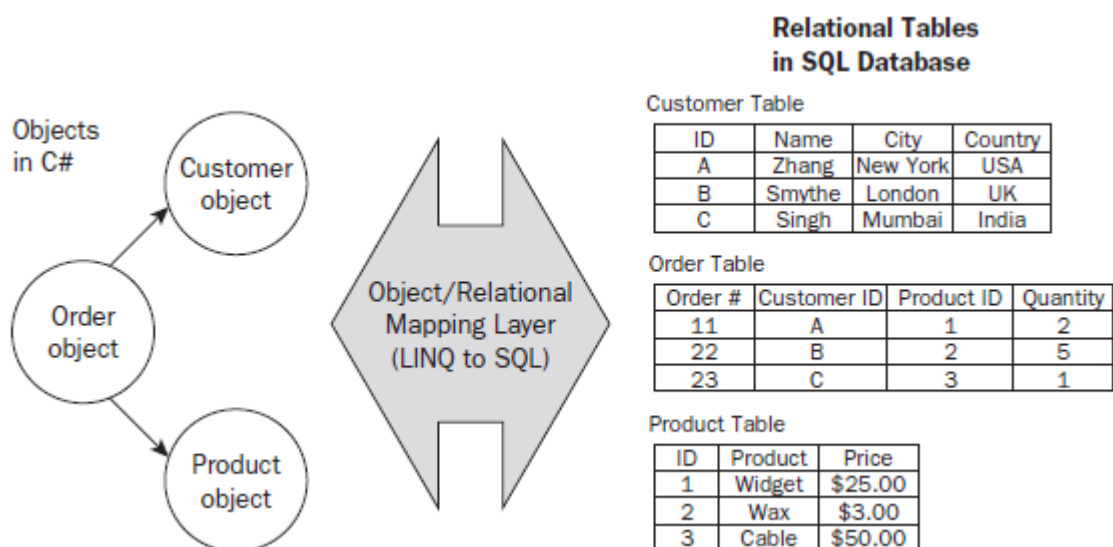 Relational Tables
in SQL Database
Objects
in C#
Customer
object
Order
object
Product
object
Object/Relational
Mapping Layer
(LINQ to SQL)
Customer Table
ID Name City Country
A Zhang New York USA
B Smythe London UK
C Singh Mumbai India
Order Table
Order # Customer ID Product ID Quantity
11 A 1 2
22 B 2 5
23 C 3 1
Product Table
ID Product Price
1 Widget $25.00
2 Wax $3.00
3 Cable $50.00